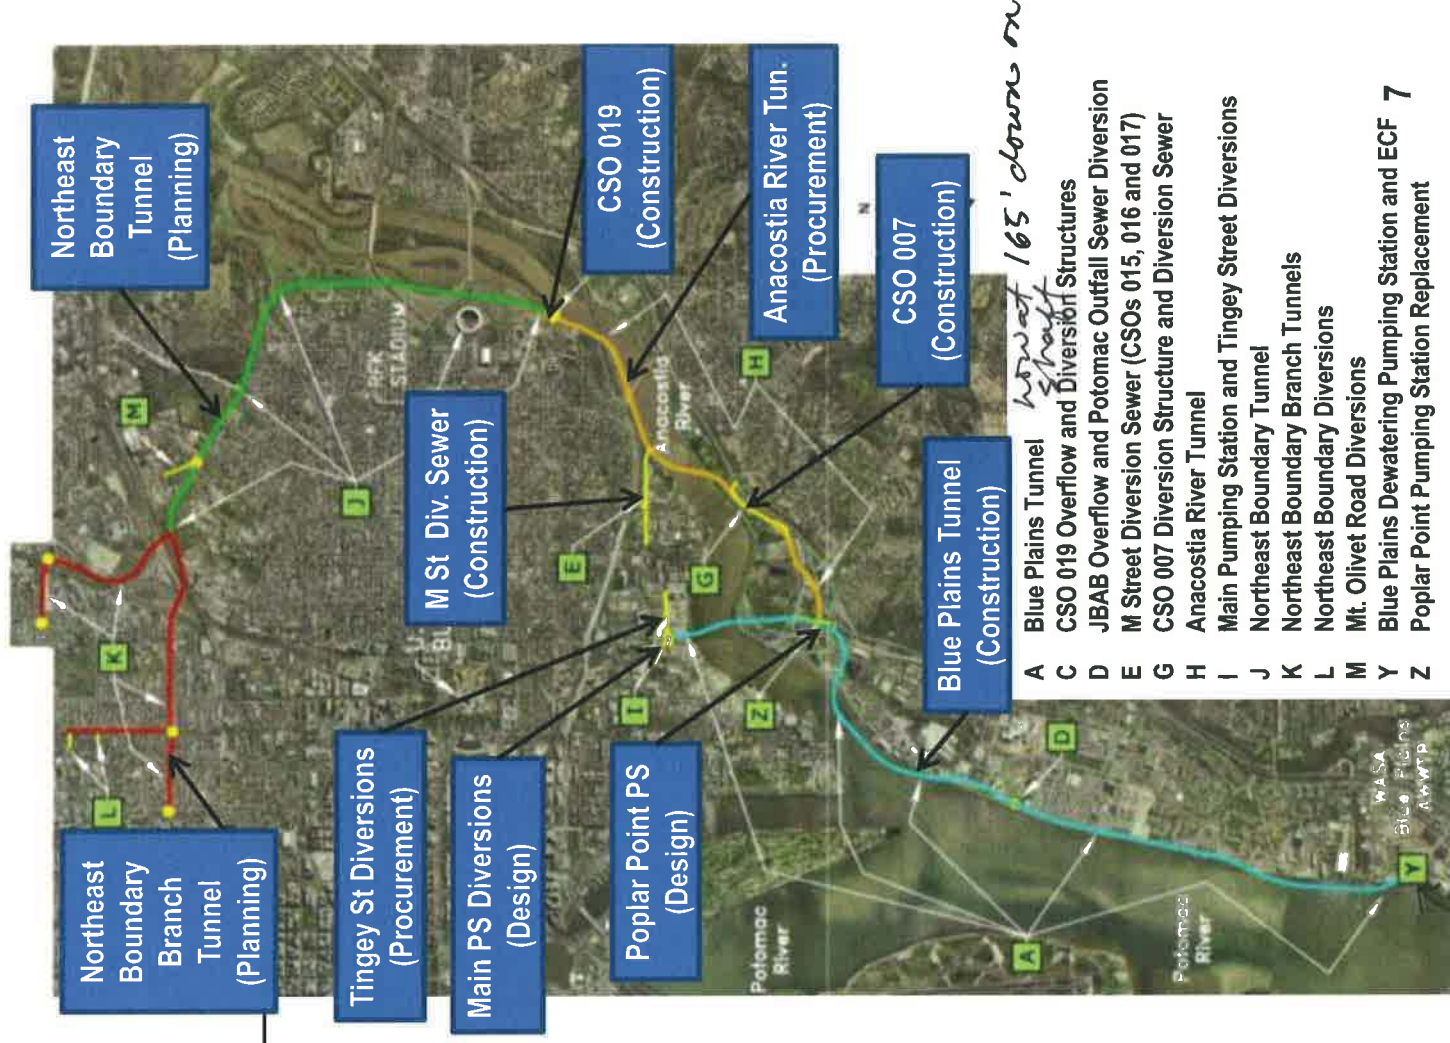 Northeast
Boundary
Tunnel
(Planning)
CSO 019
(Construction)
Anacostia River Tun.
(Procurement)
CSO 007
(Construction)
M St Div. Sewer
(Construction)
Blue Plains Tunnel
(Construction)
Northeast
Boundary
Branch
Tunnel
(Planning)
Tingey St Diversions
(Procurement)
Main PS Diversions
(Design)
Poplar Point PS
(Design)
M
J
K
L
E
G
H
I
Z
D
A
Y
N
RFK
STADIUM
Anacostia
River
Potomac
River
Potomac
River
WASA
Blue Plains
AWWTP
165' down on
shaft
A Blue Plains Tunnel
C CSO 019 Overflow and Diversion Structures
D JBAB Overflow and Potomac Outfall Sewer Diversion
E M Street Diversion Sewer (CSOs 015, 016 and 017)
G CSO 007 Diversion Structure and Diversion Sewer
H Anacostia River Tunnel
I Main Pumping Station and Tingey Street Diversions
J Northeast Boundary Tunnel
K Northeast Boundary Branch Tunnels
L Northeast Boundary Diversions
M Mt. Olivet Road Diversions
Y Blue Plains Dewatering Pumping Station and ECF
Z Poplar Point Pumping Station Replacement
7